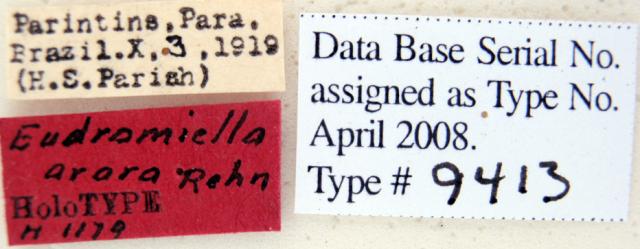 Parintins, Para.
Brazil. X, 3, 1919
(H.S. Parish)
Eudromiella
arara Rehn
HoloTYPE
H 1179
Data Base Serial No.
assigned as Type No.
April 2008.
Type # 9413